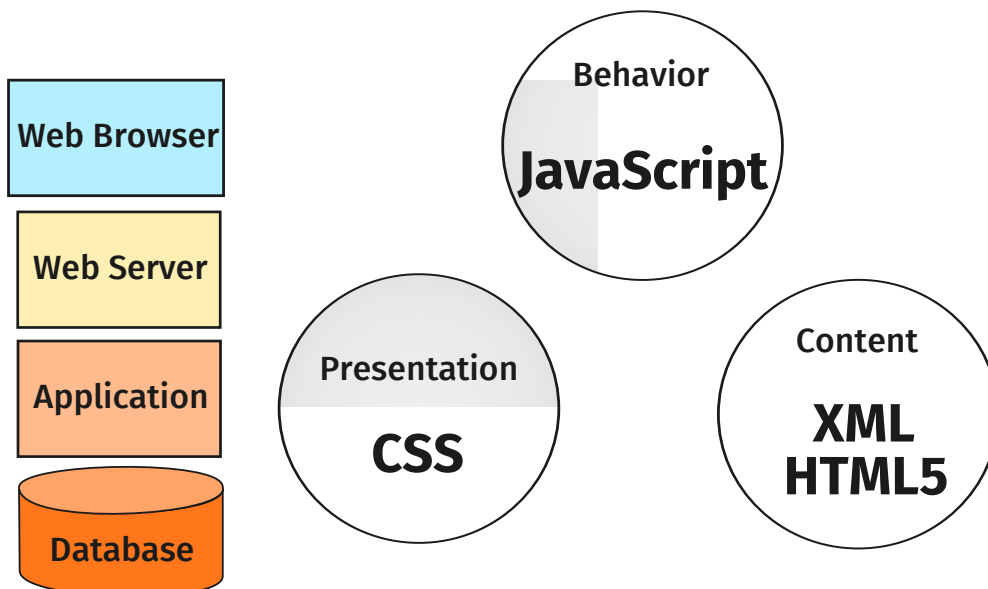 Web Browser
Web Server
Application
Database
Behavior
JavaScript
Presentation
CSS
Content
XML
HTML5